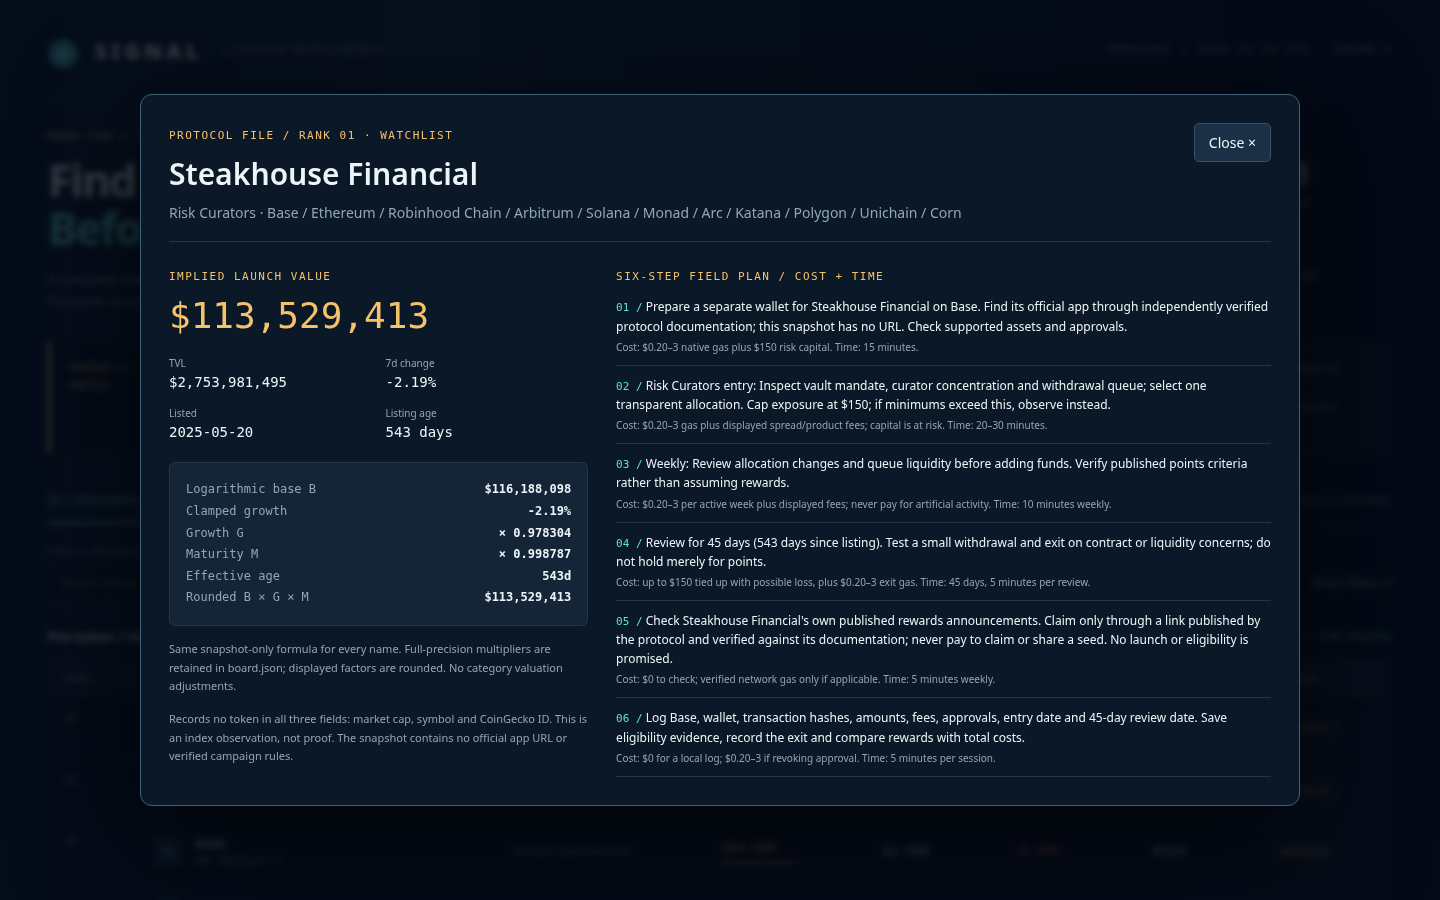 SIGNAL
PROTOCOL FILE / RANK 01 · WATCHLIST
Close ×
Steakhouse Financial
Risk Curators · Base / Ethereum / Robinhood Chain / Arbitrum / Solana / Monad / Arc / Katana / Polygon / Unichain / Corn
Find
Befo
IMPLIED LAUNCH VALUE
$113,529,413
TVL
7d change
$2,753,981,495
-2.19%
Listed
Listing age
2025-05-20
543 days
Logarithmic base B $116,188,098
Clamped growth -2.19%
Growth G × 0.978304
Maturity M × 0.998787
Effective age 543d
Rounded B × G × M $113,529,413
Same snapshot-only formula for every name. Full-precision multipliers are
retained in board.json; displayed factors are rounded. No category valuation
adjustments.
Records no token in all three fields: market cap, symbol and CoinGecko ID. This is
an index observation, not proof. The snapshot contains no official app URL or
verified campaign rules.
SIX-STEP FIELD PLAN / COST + TIME
01 / Prepare a separate wallet for Steakhouse Financial on Base. Find its official app through independently verified
protocol documentation; this snapshot has no URL. Check supported assets and approvals.
Cost: $0.20–3 native gas plus $150 risk capital. Time: 15 minutes.
02 / Risk Curators entry: Inspect vault mandate, curator concentration and withdrawal queue; select one
transparent allocation. Cap exposure at $150; if minimums exceed this, observe instead.
Cost: $0.20–3 gas plus displayed spread/product fees; capital is at risk. Time: 20–30 minutes.
03 / Weekly: Review allocation changes and queue liquidity before adding funds. Verify published points criteria
rather than assuming rewards.
Cost: $0.20–3 per active week plus displayed fees; never pay for artificial activity. Time: 10 minutes weekly.
04 / Review for 45 days (543 days since listing). Test a small withdrawal and exit on contract or liquidity concerns; do
not hold merely for points.
Cost: up to $150 tied up with possible loss, plus $0.20–3 exit gas. Time: 45 days, 5 minutes per review.
05 / Check Steakhouse Financial's own published rewards announcements. Claim only through a link published by
the protocol and verified against its documentation; never pay to claim or share a seed. No launch or eligibility is
promised.
Cost: $0 to check; verified network gas only if applicable. Time: 5 minutes weekly.
06 / Log Base, wallet, transaction hashes, amounts, fees, approvals, entry date and 45-day review date. Save
eligibility evidence, record the exit and compare rewards with total costs.
Cost: $0 for a local log; $0.20–3 if revoking approval. Time: 5 minutes per session.